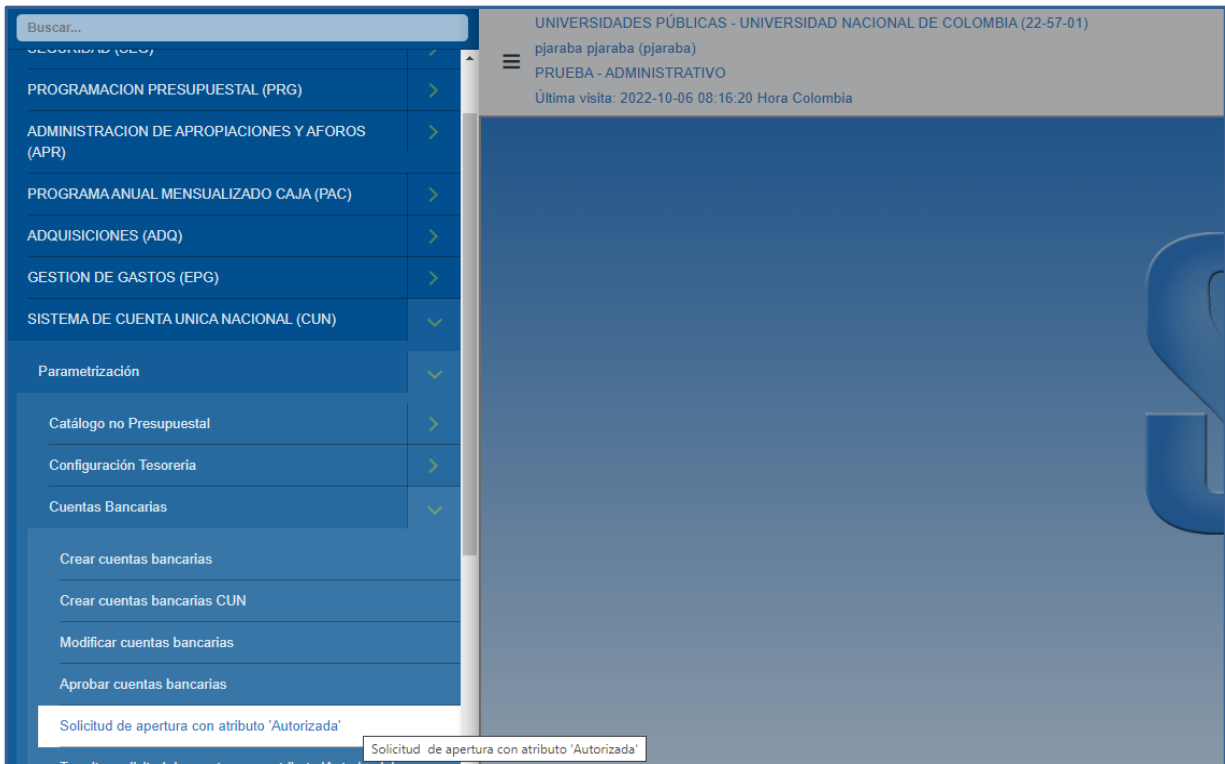 Buscar...
SEGURIDAD (SEG)
PROGRAMACION PRESUPUESTAL (PRG)
ADMINISTRACION DE APROPIACIONES Y AFOROS
(APR)
PROGRAMA ANUAL MENSUALIZADO CAJA (PAC)
ADQUISICIONES (ADQ)
GESTION DE GASTOS (EPG)
SISTEMA DE CUENTA UNICA NACIONAL (CUN)
Parametrización
Catálogo no Presupuestal
Configuración Tesoreria
Cuentas Bancarias
Crear cuentas bancarias
Crear cuentas bancarias CUN
Modificar cuentas bancarias
Aprobar cuentas bancarias
Solicitud de apertura con atributo 'Autorizada'
Solicitud de apertura con atributo 'Autorizada'
UNIVERSIDADES PÚBLICAS - UNIVERSIDAD NACIONAL DE COLOMBIA (22-57-01)
pjaraba pjaraba (pjaraba)
PRUEBA - ADMINISTRATIVO
Última visita: 2022-10-06 08:16:20 Hora Colombia
S